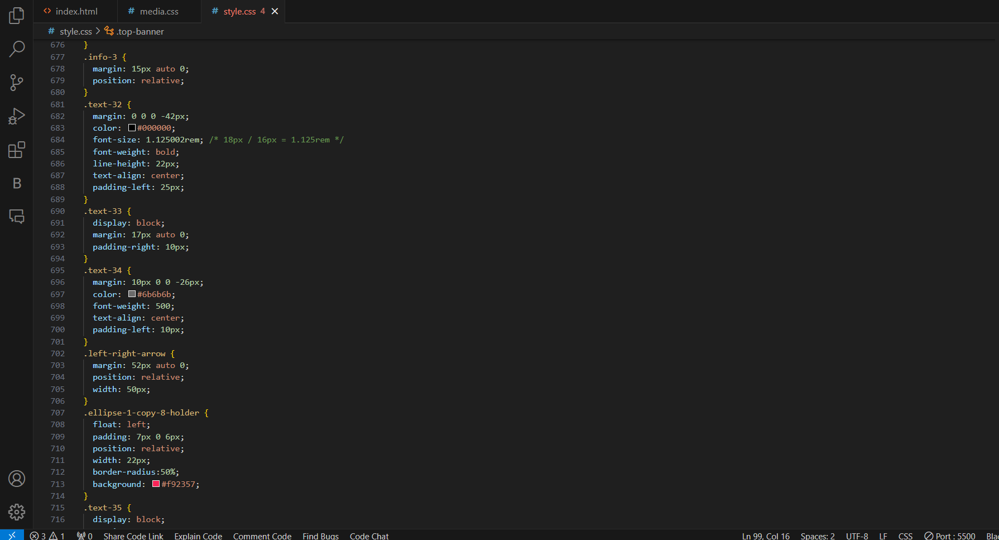 index.html
media.css
style.css 4
style.css > .top-banner
676 }
677 .info-3 {
678 margin: 15px auto 0;
679 position: relative;
680 }
681 .text-32 {
682 margin: 0 0 0 -42px;
683 color: #000000;
684 font-size: 1.125002rem; /* 18px / 16px = 1.125rem */
685 font-weight: bold;
686 line-height: 22px;
687 text-align: center;
688 padding-left: 25px;
689 }
690 .text-33 {
691 display: block;
692 margin: 17px auto 0;
693 padding-right: 10px;
694 }
695 .text-34 {
696 margin: 10px 0 0 -26px;
697 color: #6b6b6b;
698 font-weight: 500;
699 text-align: center;
700 padding-left: 10px;
701 }
702 .left-right-arrow {
703 margin: 52px auto 0;
704 position: relative;
705 width: 50px;
706 }
707 .ellipse-1-copy-8-holder {
708 float: left;
709 padding: 7px 0 6px;
710 position: relative;
711 width: 22px;
712 border-radius:50%;
713 background: #f92357;
714 }
715 .text-35 {
716 display: block;
B
3 1 0 Share Code Link Explain Code Comment Code Find Bugs Code Chat Ln 99, Col 16 Spaces: 2 UTF-8 LF CSS Port : 5500 Bla